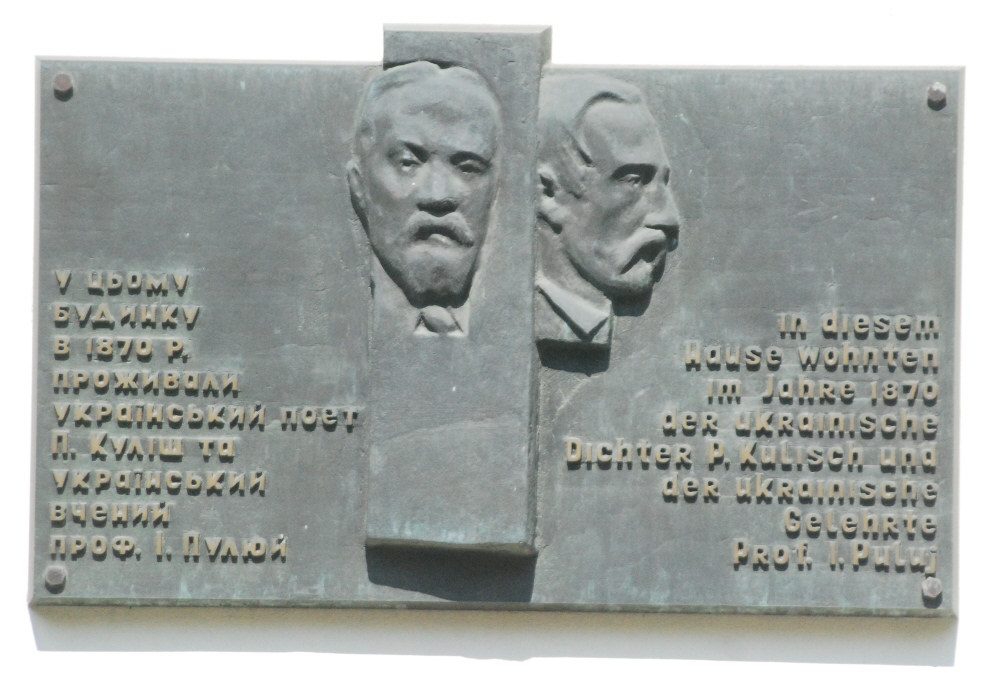 У цьому
будинку
в 1870 р.
проживали
український поет
П. Куліш та
український
вчений
проф. І. Пулюй
In diesem
Hause wohnten
im Jahre 1870
der ukrainische
Dichter P. Kulisch und
der ukrainische
Gelehrte
Prof. I. Puluj